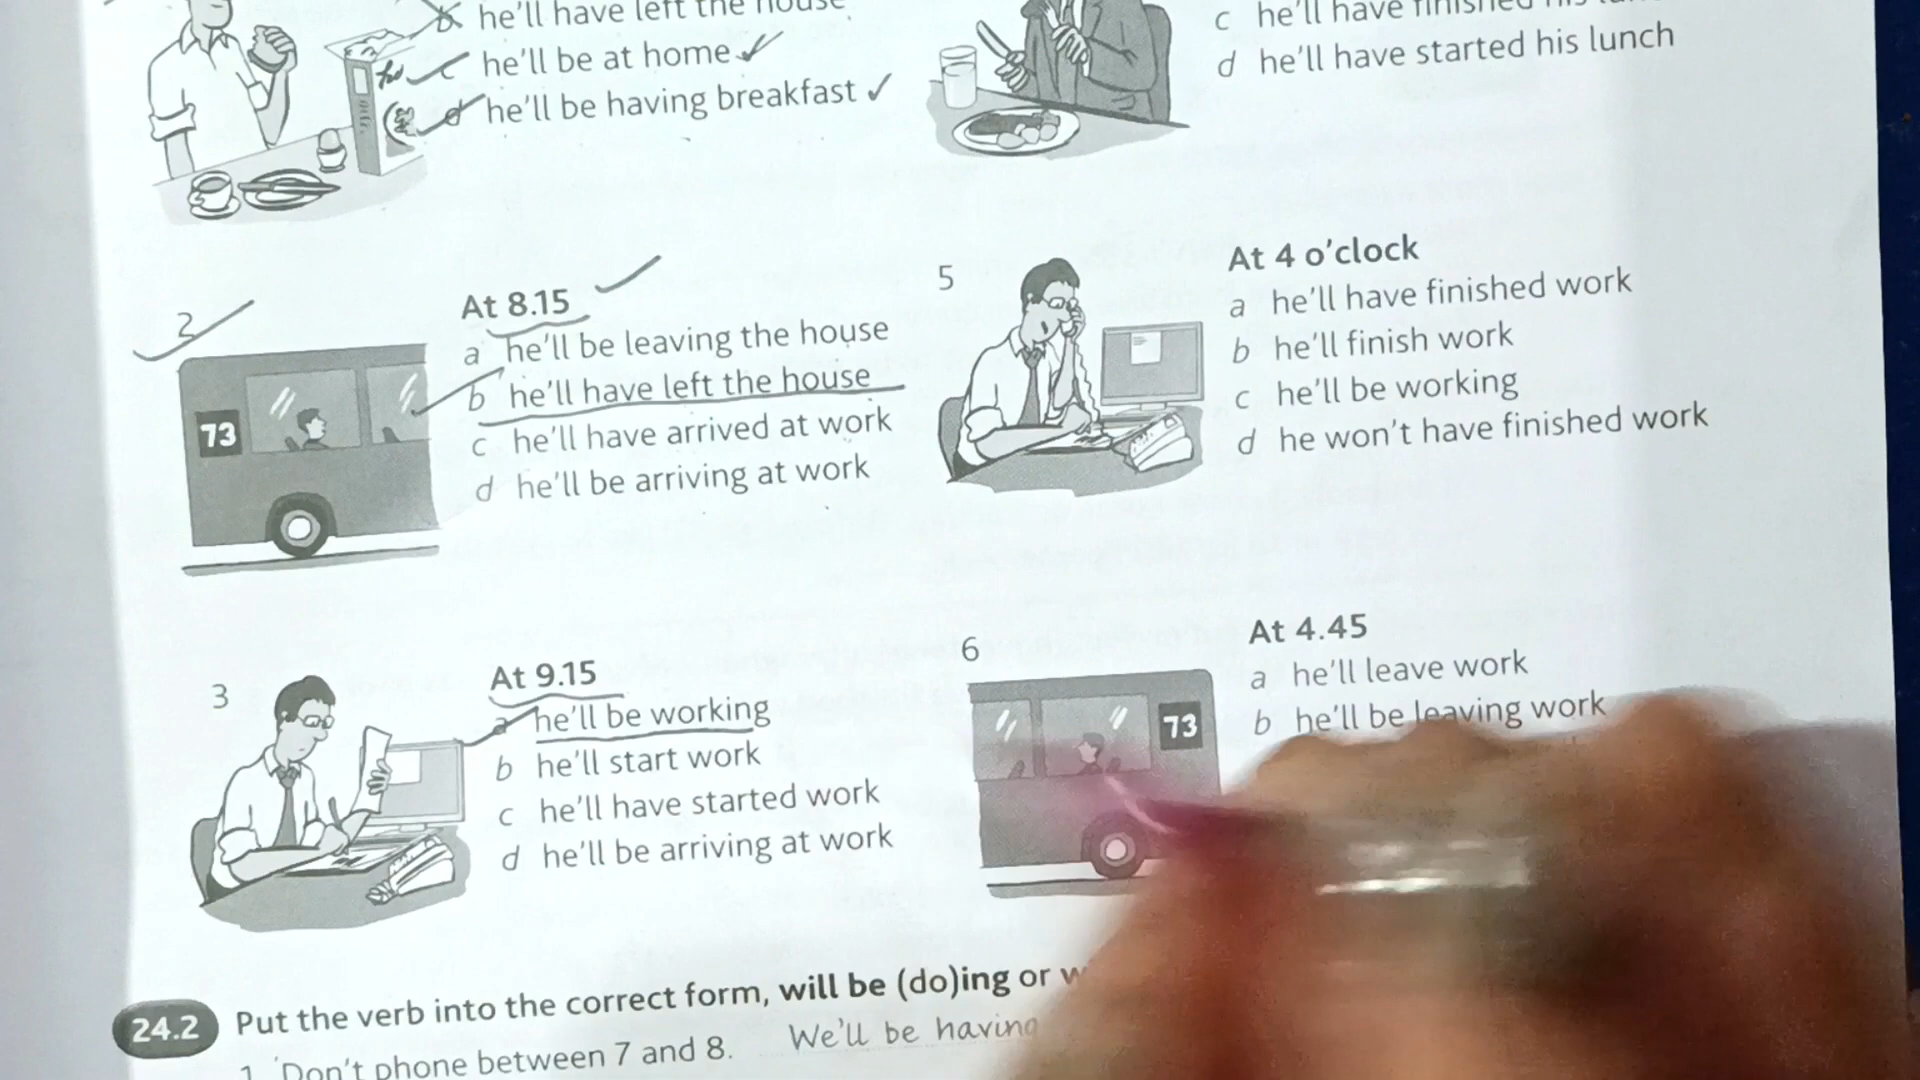 b he'll have left the house
c he'll be at home
d he'll be having breakfast
c he'll have finished his
d he'll have started his lunch
2
73
At 8.15
a he'll be leaving the house
b he'll have left the house
c he'll have arrived at work
d he'll be arriving at work
5
At 4 o'clock
a he'll have finished work
b he'll finish work
c he'll be working
d he won't have finished work
3
At 9.15
a he'll be working
b he'll start work
c he'll have started work
d he'll be arriving at work
6
73
At 4.45
a he'll leave work
b he'll be leaving work
24.2 Put the verb into the correct form, will be (do)ing or
1 Don't phone between 7 and 8. We'll be having